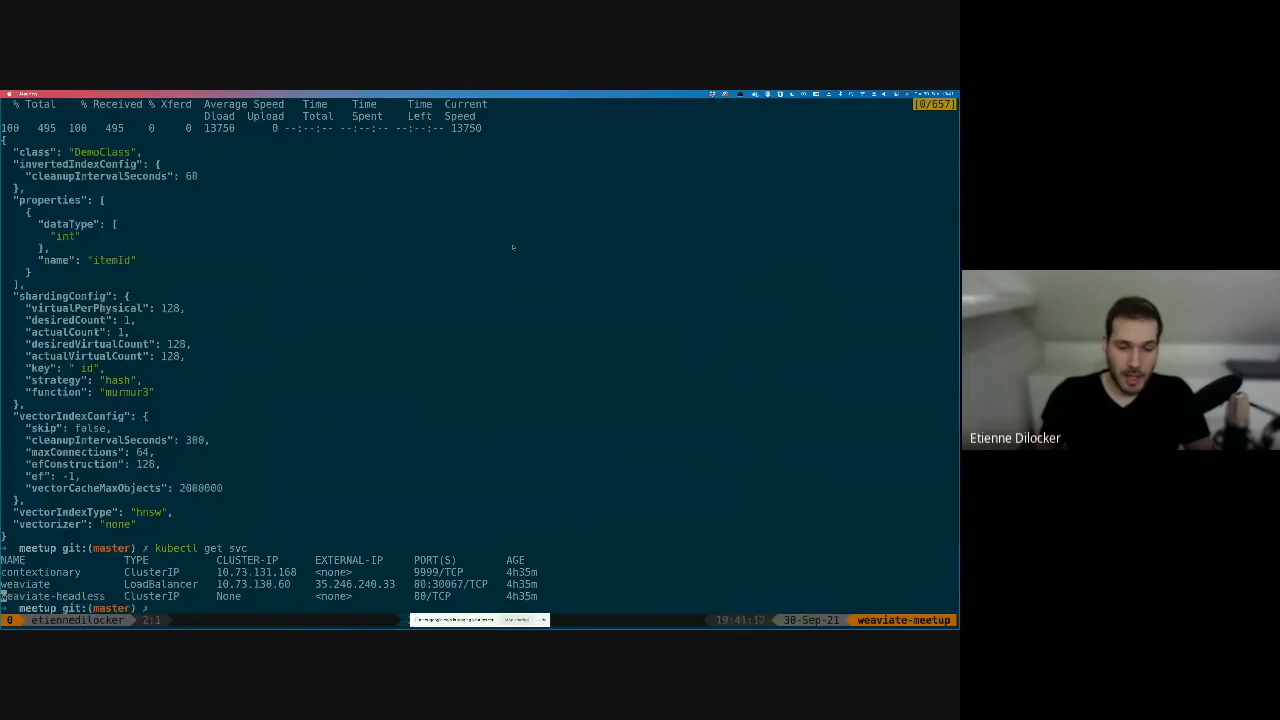 % Total % Received % Xferd Average Speed Time Time Time Current
Dload Upload Total Spent Left Speed
100 495 100 495 0 0 13750 0 --:--:-- --:--:-- --:--:-- 13750
{
"class": "DemoClass",
"invertedIndexConfig": {
"cleanupIntervalSeconds": 60
},
"properties": [
{
"dataType": [
"int"
],
"name": "itemId"
}
],
"shardingConfig": {
"virtualPerPhysical": 128,
"desiredCount": 1,
"actualCount": 1,
"desiredVirtualCount": 128,
"actualVirtualCount": 128,
"key": "_id",
"strategy": "hash",
"function": "murmur3"
},
"vectorIndexConfig": {
"skip": false,
"cleanupIntervalSeconds": 300,
"maxConnections": 64,
"efConstruction": 128,
"ef": -1,
"vectorCacheMaxObjects": 2000000
},
"vectorIndexType": "hnsw",
"vectorizer": "none"
}
→ meetup git:(master) ✗ kubectl get svc
NAME TYPE CLUSTER-IP EXTERNAL-IP PORT(S) AGE
contextionary ClusterIP 10.73.131.168 <none> 9999/TCP 4h35m
weaviate LoadBalancer 10.73.130.60 35.246.240.33 80:30067/TCP 4h35m
weaviate-headless ClusterIP None <none> 80/TCP 4h35m
→ meetup git:(master) ✗
0 etiennedilocker 2:1 30-Sep-21 weaviate-meetup
[0/657]
Etienne Dilocker